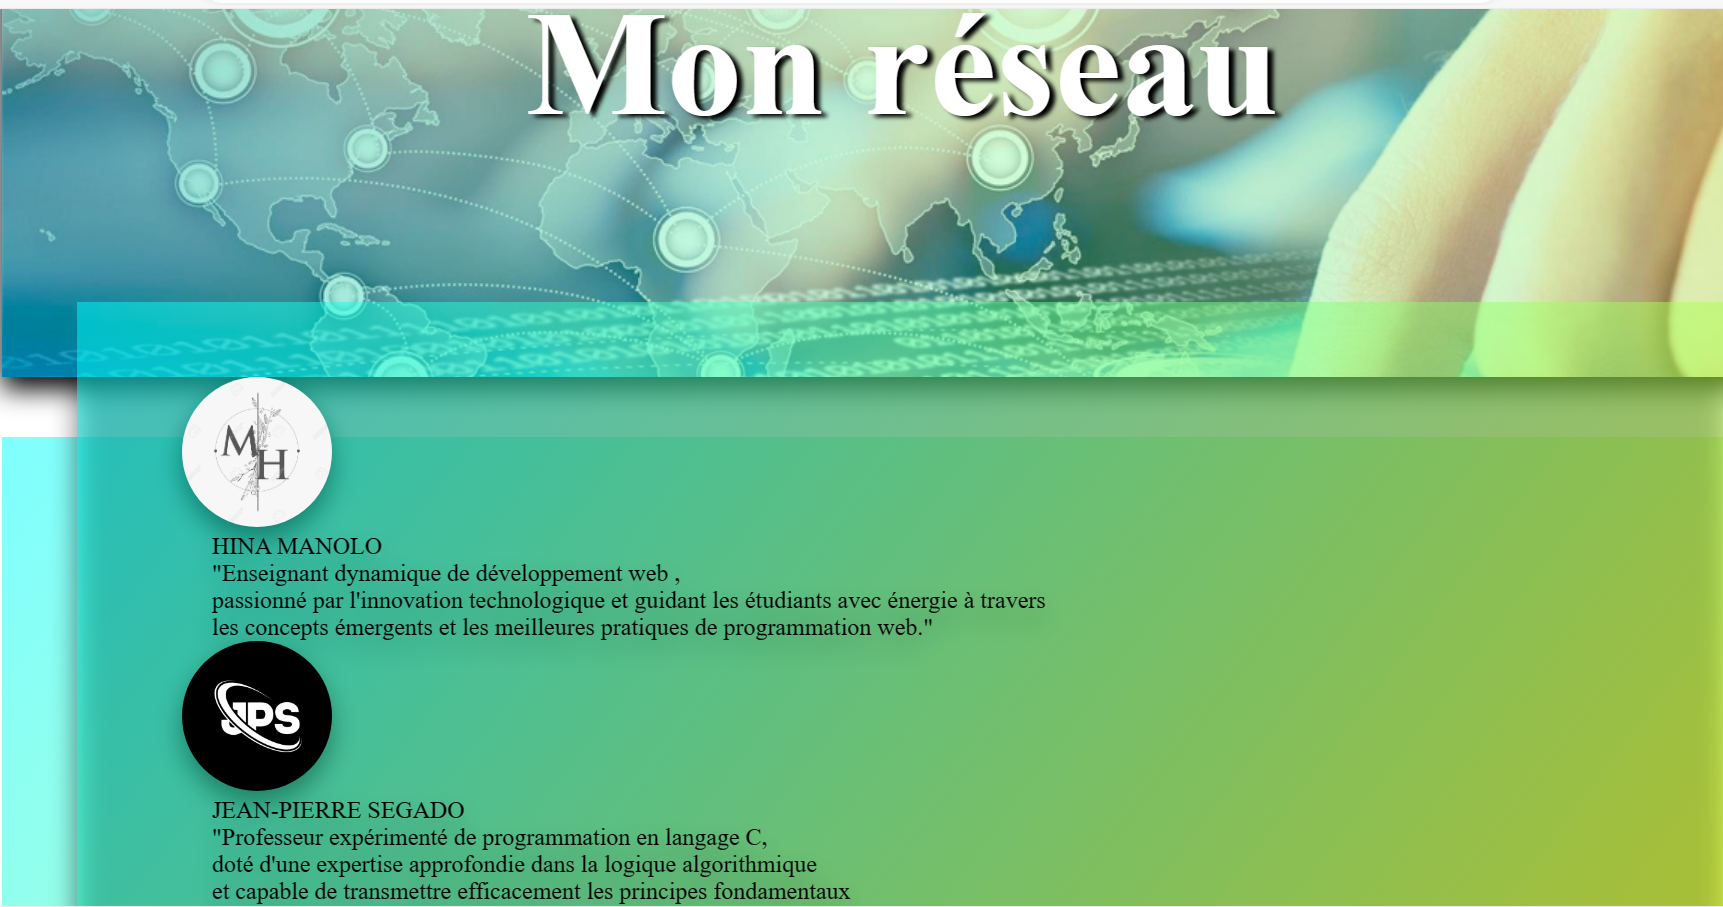 Mon réseau
M
H
HINA MANOLO
"Enseignant dynamique de développement web ,
passionné par l'innovation technologique et guidant les étudiants avec énergie à travers
les concepts émergents et les meilleures pratiques de programmation web."
JPS
JEAN-PIERRE SEGADO
"Professeur expérimenté de programmation en langage C,
doté d'une expertise approfondie dans la logique algorithmique
et capable de transmettre efficacement les principes fondamentaux